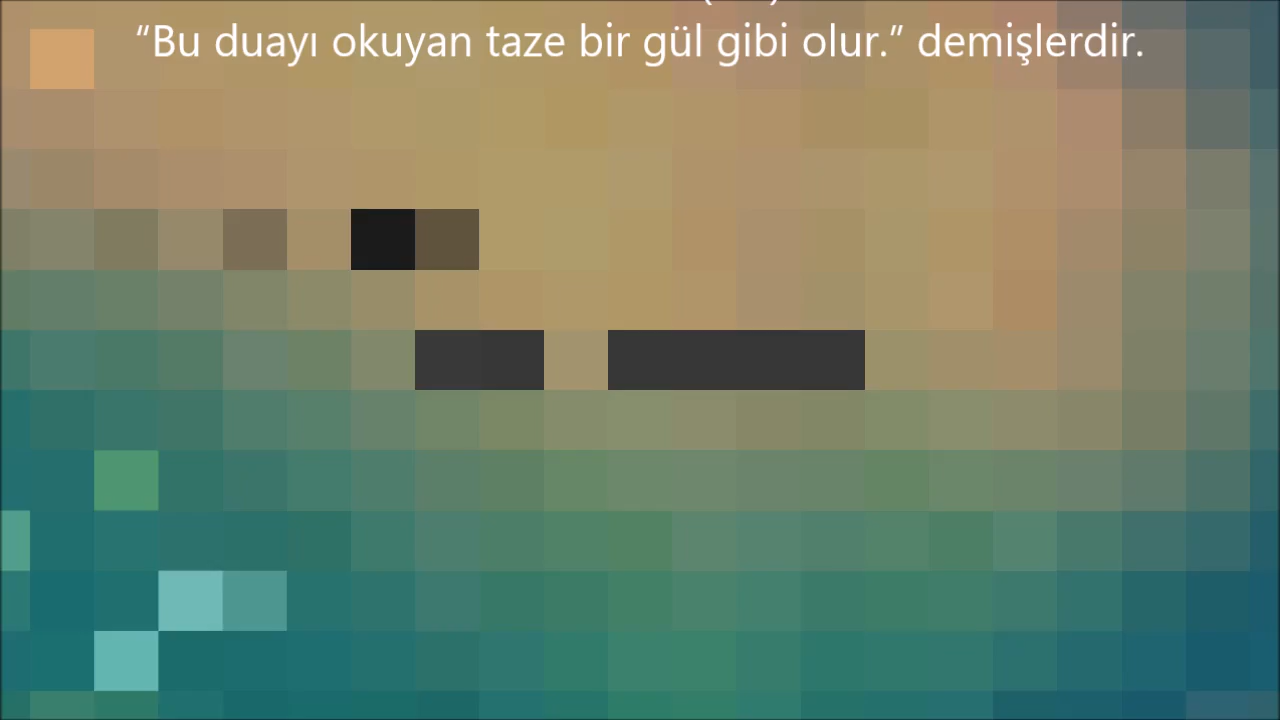 “Bu duayı okuyan taze bir gül gibi olur.” demişlerdir.